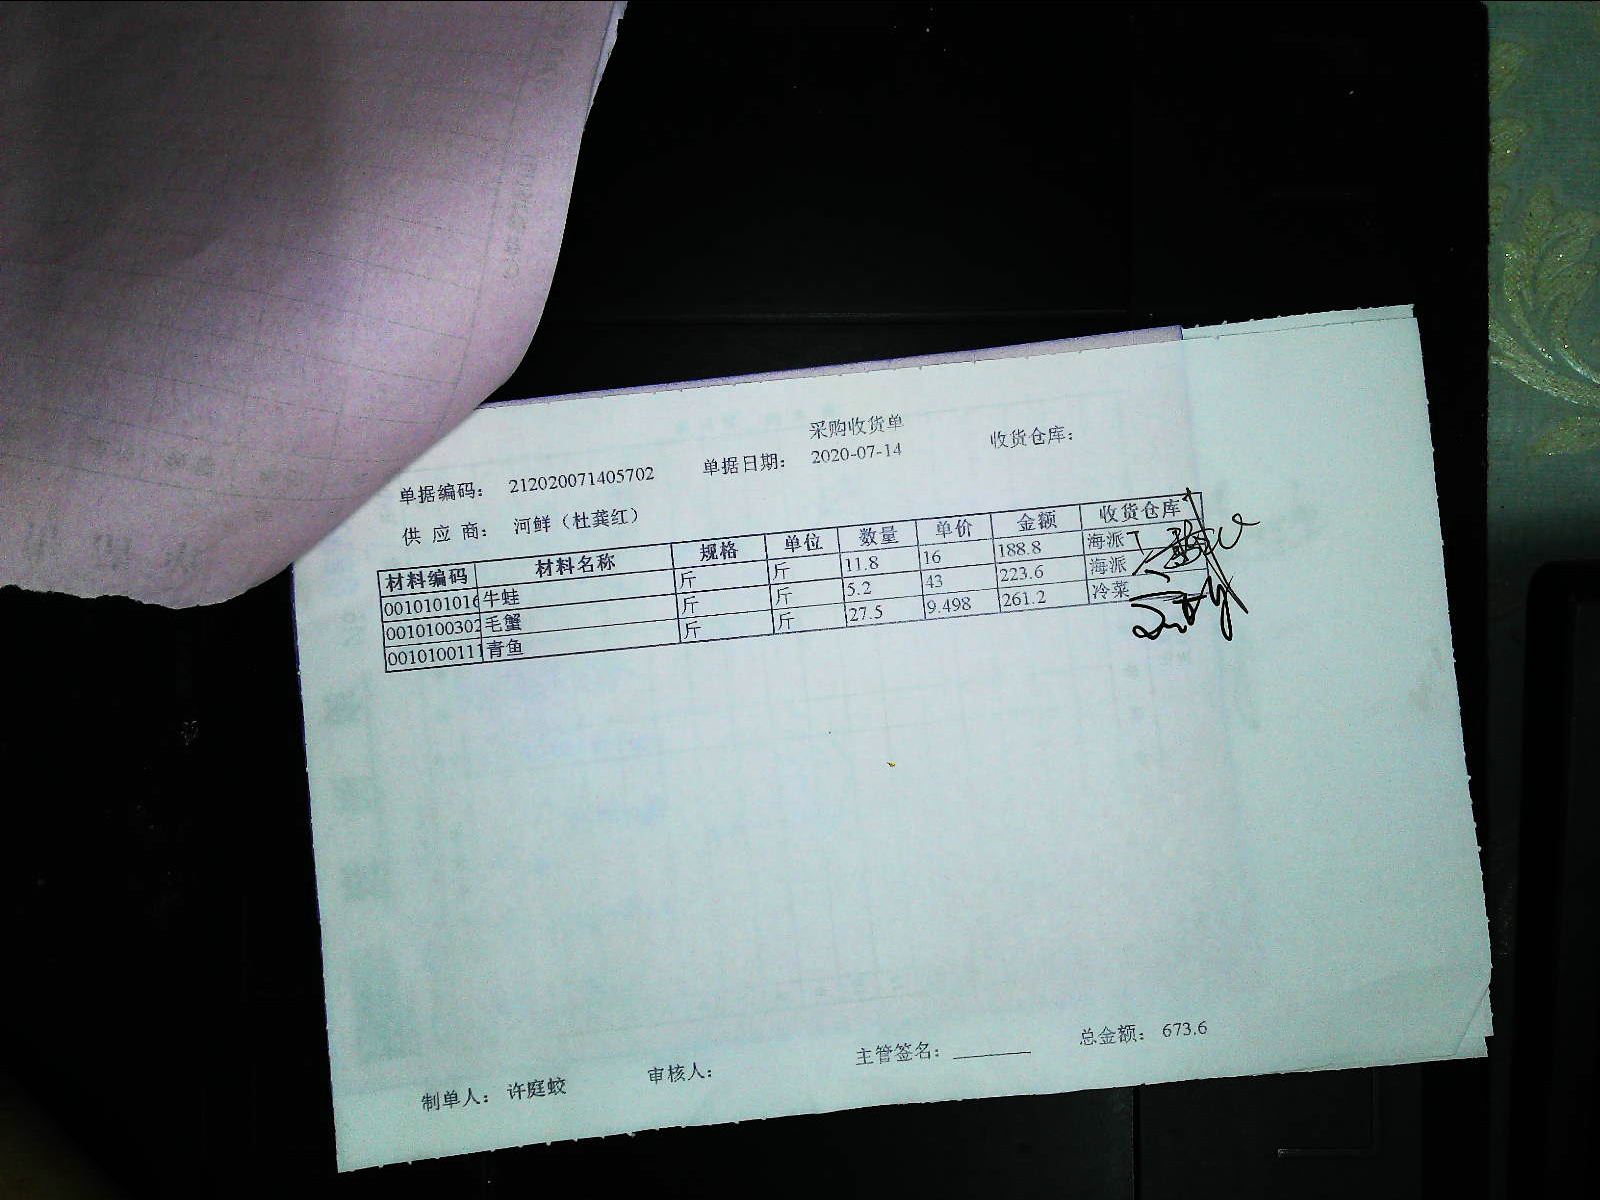 采购收货单
单据编码： 212020071405702 单据日期： 2020-07-14 收货仓库：
供 应 商： 河鲜（杜龚红）
材料编码 材料名称 规格 单位 数量 单价 金额 收货仓库
0010101016 牛蛙 斤 斤 11.8 16 188.8 海派
0010100302 毛蟹 斤 斤 5.2 43 223.6 海派
0010100111 青鱼 斤 斤 27.5 9.498 261.2 冷菜
制单人： 许庭蛟 审核人： 主管签名： 总金额： 673.6